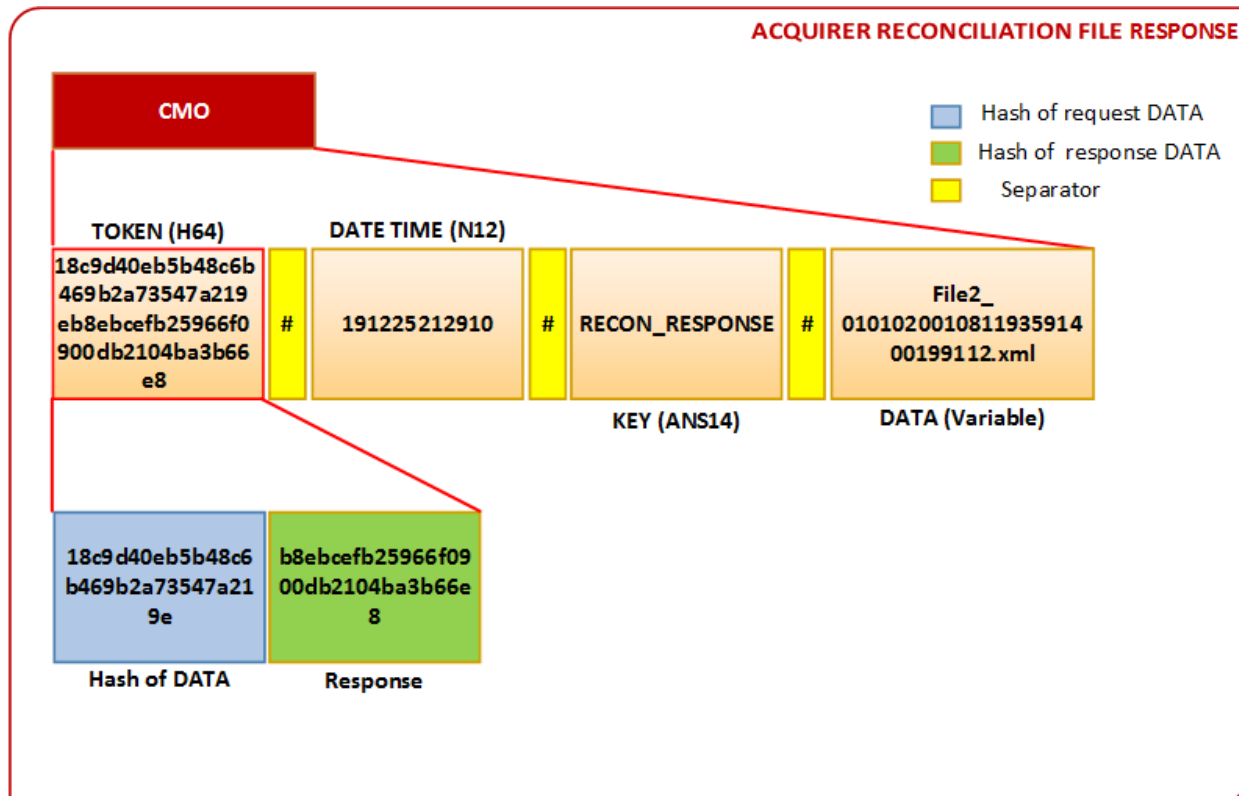 ACQUIRER RECONCILIATION FILE RESPONSE
CMO
Hash of request DATA
Hash of response DATA
Separator
TOKEN (H64)
DATE TIME (N12)
18c9d40eb5b48c6b
469b2a73547a219
eb8ebcefb25966f0
900db2104ba3b66
e8
#
191225212910
#
RECON_RESPONSE
#
File2_
0101020010811935914
00199112.xml
KEY (ANS14)
DATA (Variable)
18c9d40eb5b48c6
b469b2a73547a21
9e
b8ebcefb25966f09
00db2104ba3b66e
8
Hash of DATA
Response